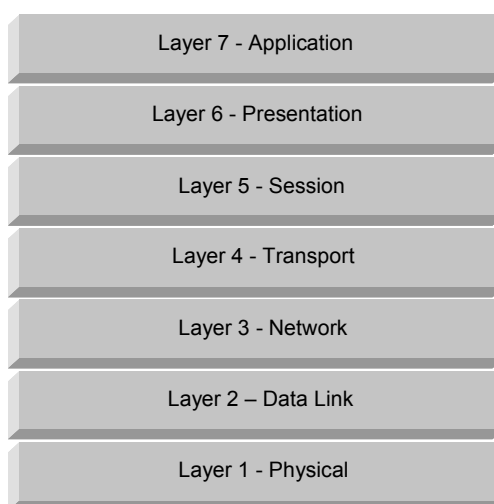 Layer 7 - Application
Layer 6 - Presentation
Layer 5 - Session
Layer 4 - Transport
Layer 3 - Network
Layer 2 – Data Link
Layer 1 - Physical